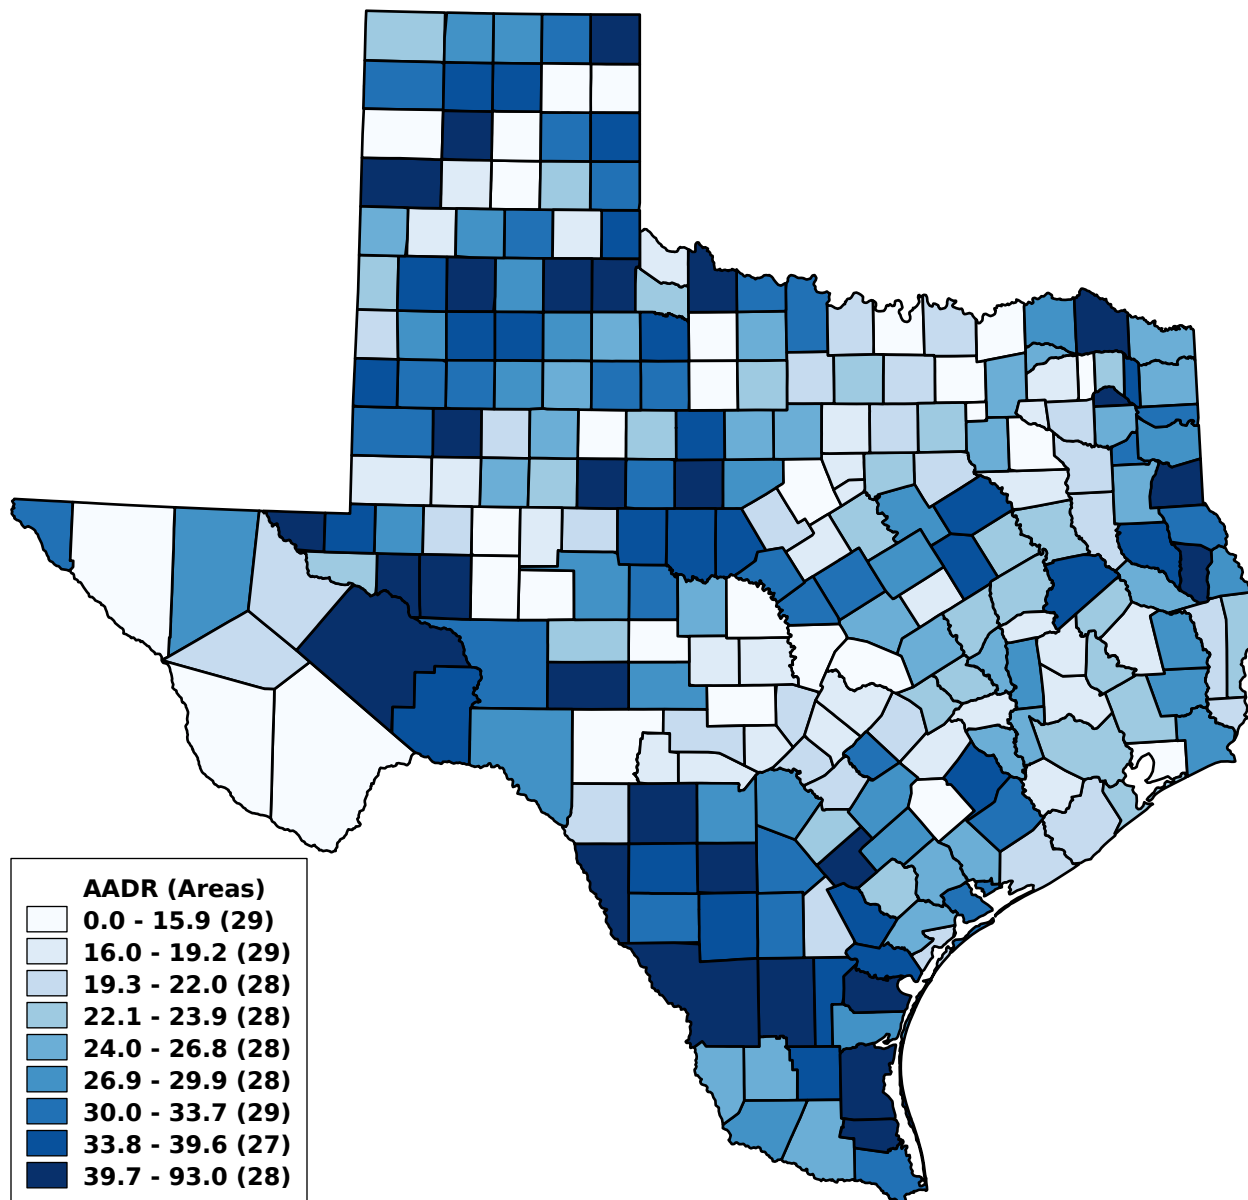 AADR (Areas)
0.0 - 15.9 (29)
16.0 - 19.2 (29)
19.3 - 22.0 (28)
22.1 - 23.9 (28)
24.0 - 26.8 (28)
26.9 - 29.9 (28)
30.0 - 33.7 (29)
33.8 - 39.6 (27)
39.7 - 93.0 (28)